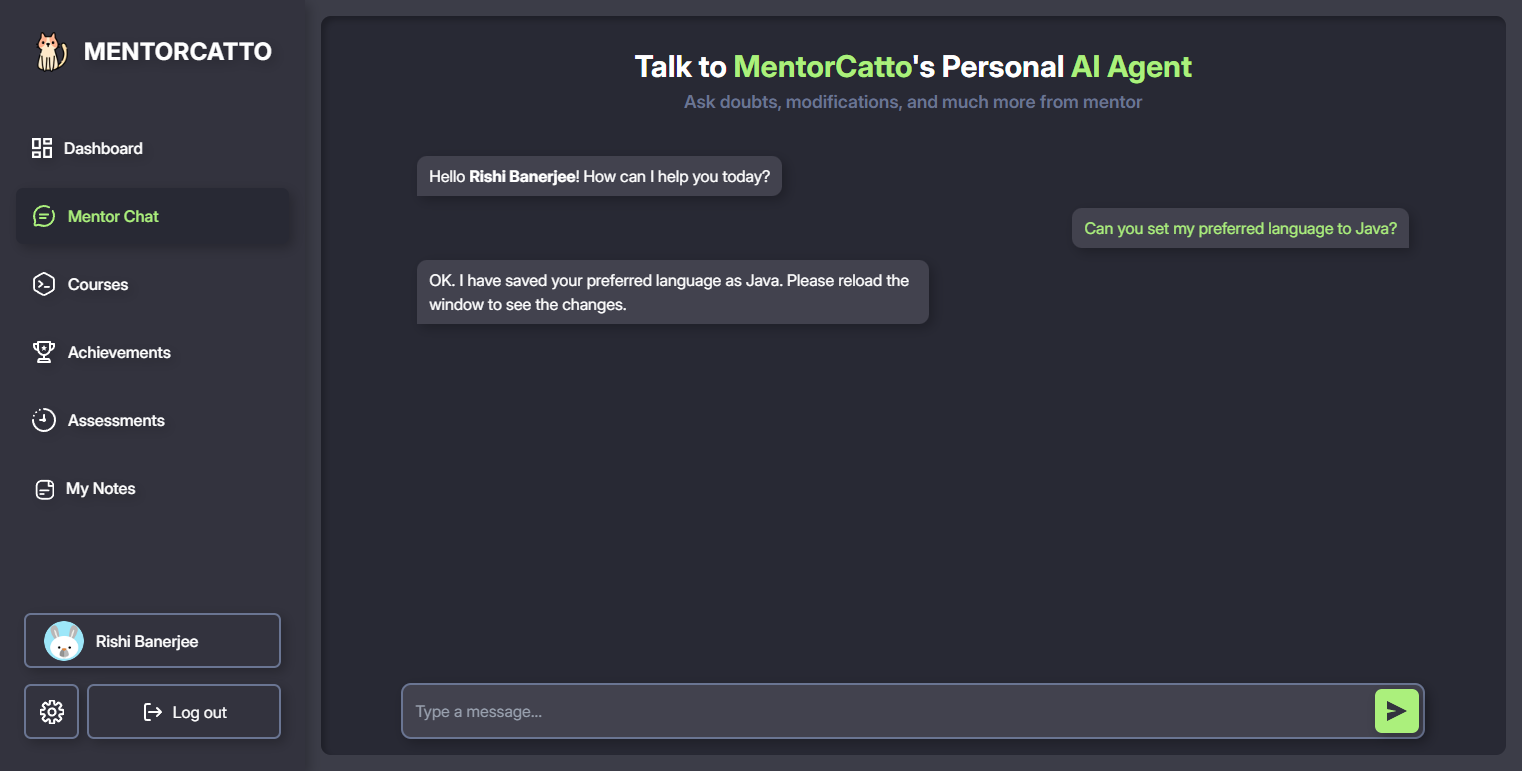 MENTORCATTO
Dashboard
Mentor Chat
Courses
Achievements
Assessments
My Notes
Rishi Banerjee
Log out
Talk to MentorCatto's Personal AI Agent
Ask doubts, modifications, and much more from mentor
Hello Rishi Banerjee! How can I help you today?
Can you set my preferred language to Java?
OK. I have saved your preferred language as Java. Please reload the
window to see the changes.
Type a message...